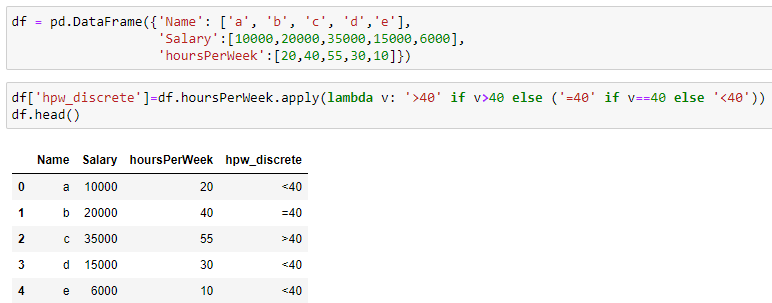 df = pd.DataFrame({'Name': ['a', 'b', 'c', 'd','e'],
'Salary':[10000,20000,35000,15000,6000],
'hoursPerWeek':[20,40,55,30,10]})
df['hpw_discrete']=df.hoursPerWeek.apply(lambda v: '>40' if v>40 else ('=40' if v==40 else '<40'))
df.head()
Name Salary hoursPerWeek hpw_discrete
0 a 10000 20 <40
1 b 20000 40 =40
2 c 35000 55 >40
3 d 15000 30 <40
4 e 6000 10 <40